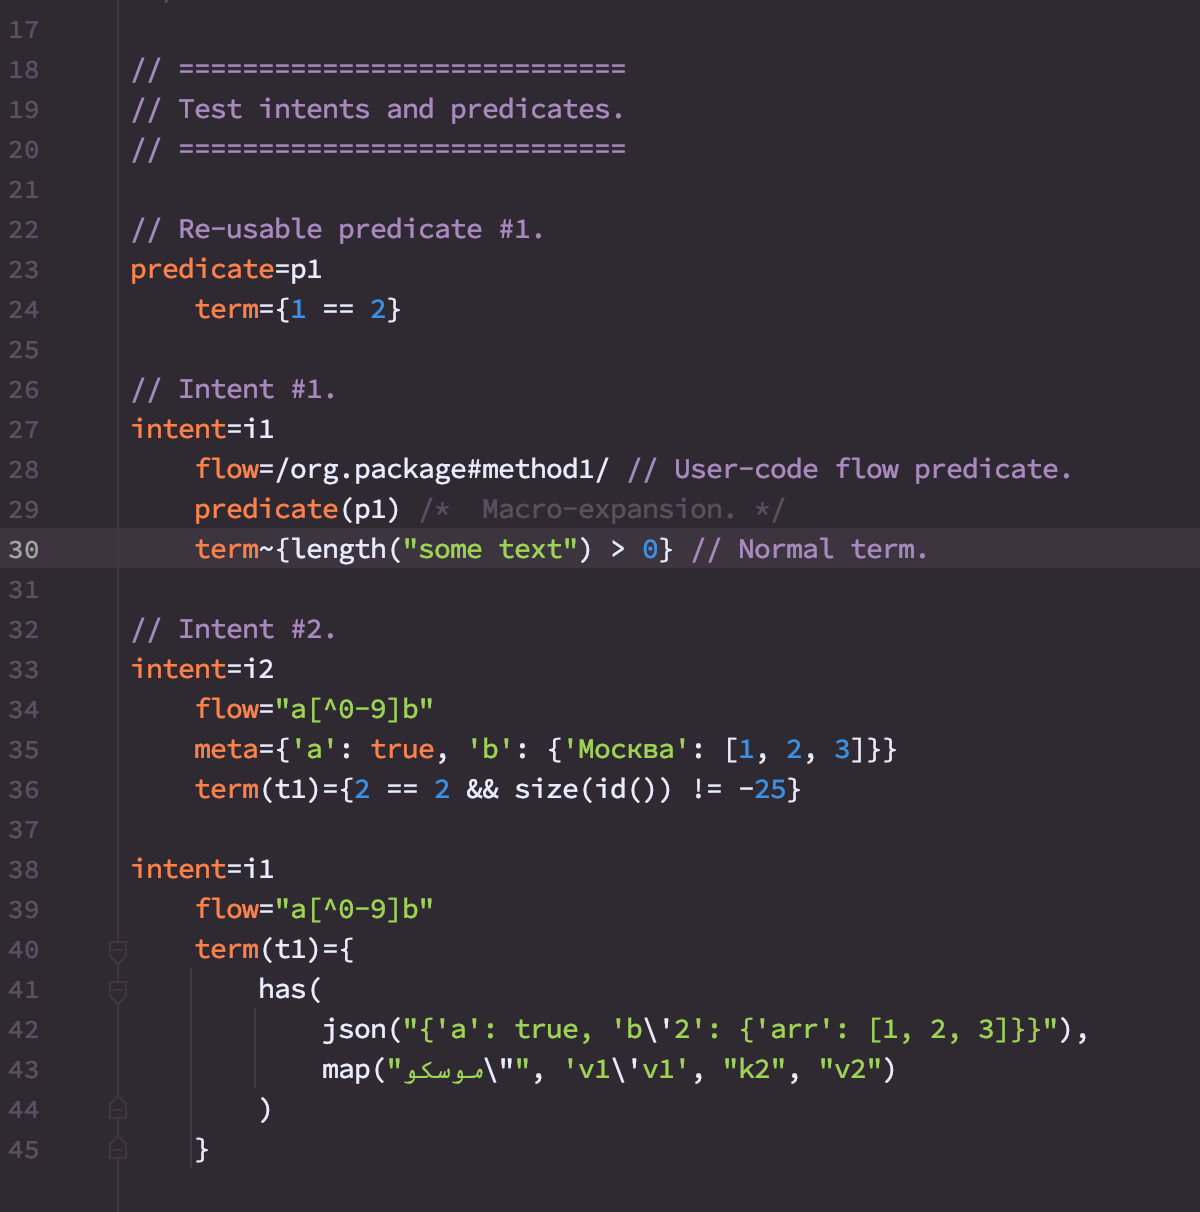 17
18 // ============================
19 // Test intents and predicates.
20 // ============================
21
22 // Re-usable predicate #1.
23 predicate=p1
24     term={1 == 2}
25
26 // Intent #1.
27 intent=i1
28     flow=/org.package#method1/ // User-code flow predicate.
29     predicate(p1) /*  Macro-expansion. */
30     term~{length("some text") > 0} // Normal term.
31
32 // Intent #2.
33 intent=i2
34     flow="a[^0-9]b"
35     meta={'a': true, 'b': {'Москва': [1, 2, 3]}}
36     term(t1)={2 == 2 && size(id()) != -25}
37
38 intent=i1
39     flow="a[^0-9]b"
40     term(t1)={
41         has(
42             json("{'a': true, 'b\'2': {'arr': [1, 2, 3]}}"),
43             map("موسكو\"", 'v1\'v1', "k2", "v2")
44         )
45     }